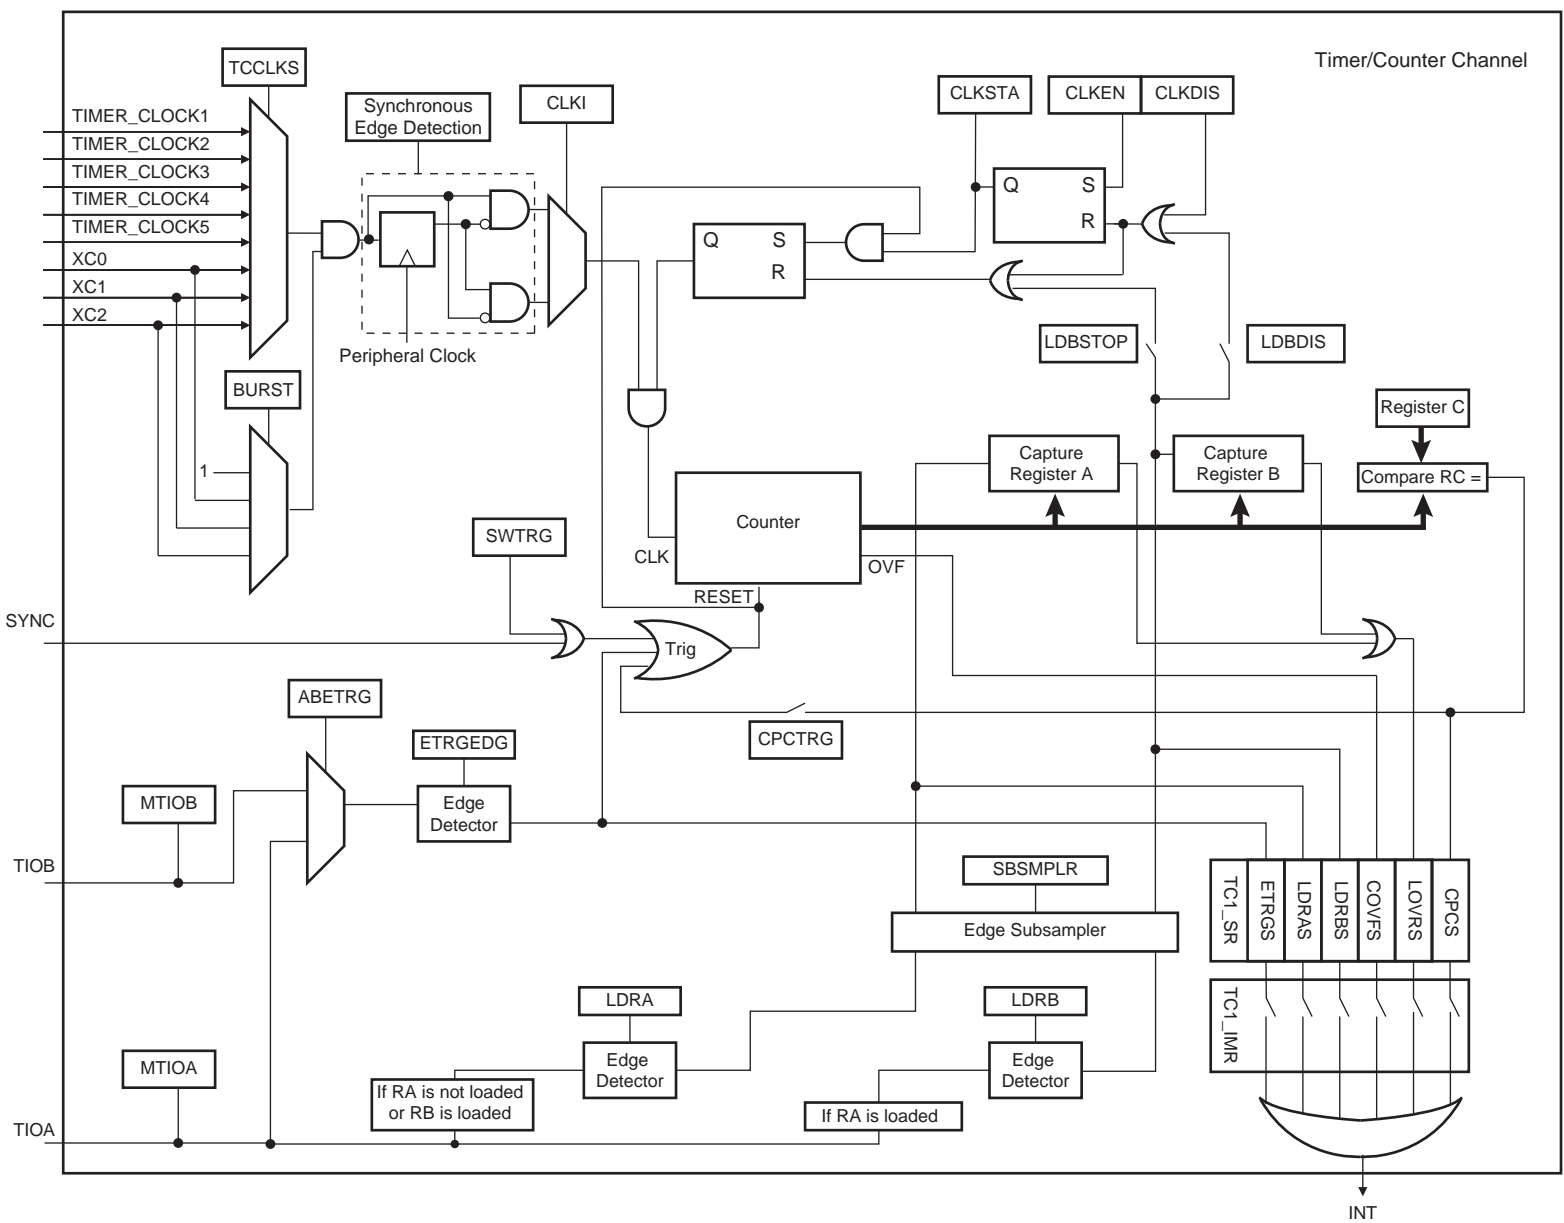 Timer/Counter Channel
TCCLKS
Synchronous
Edge Detection
CLKI
CLKSTA
CLKEN
CLKDIS
TIMER_CLOCK1
TIMER_CLOCK2
TIMER_CLOCK3
TIMER_CLOCK4
TIMER_CLOCK5
XC0
XC1
XC2
Peripheral Clock
Q
S
R
Q
S
R
LDBSTOP
LDBDIS
BURST
1
Register C
Capture
Register A
Capture
Register B
Compare RC =
Counter
SWTRG
CLK
OVF
RESET
SYNC
Trig
ABETRG
ETRGEDG
CPCTRG
MTIOB
Edge
Detector
TIOB
SBSMPLR
Edge Subsampler
TC1_SR
ETRGS
LDRAS
LDRBS
COVFS
LOVRS
CPCS
LDRA
LDRB
TC1_IMR
MTIOA
Edge
Detector
Edge
Detector
If RA is not loaded
or RB is loaded
If RA is loaded
TIOA
INT